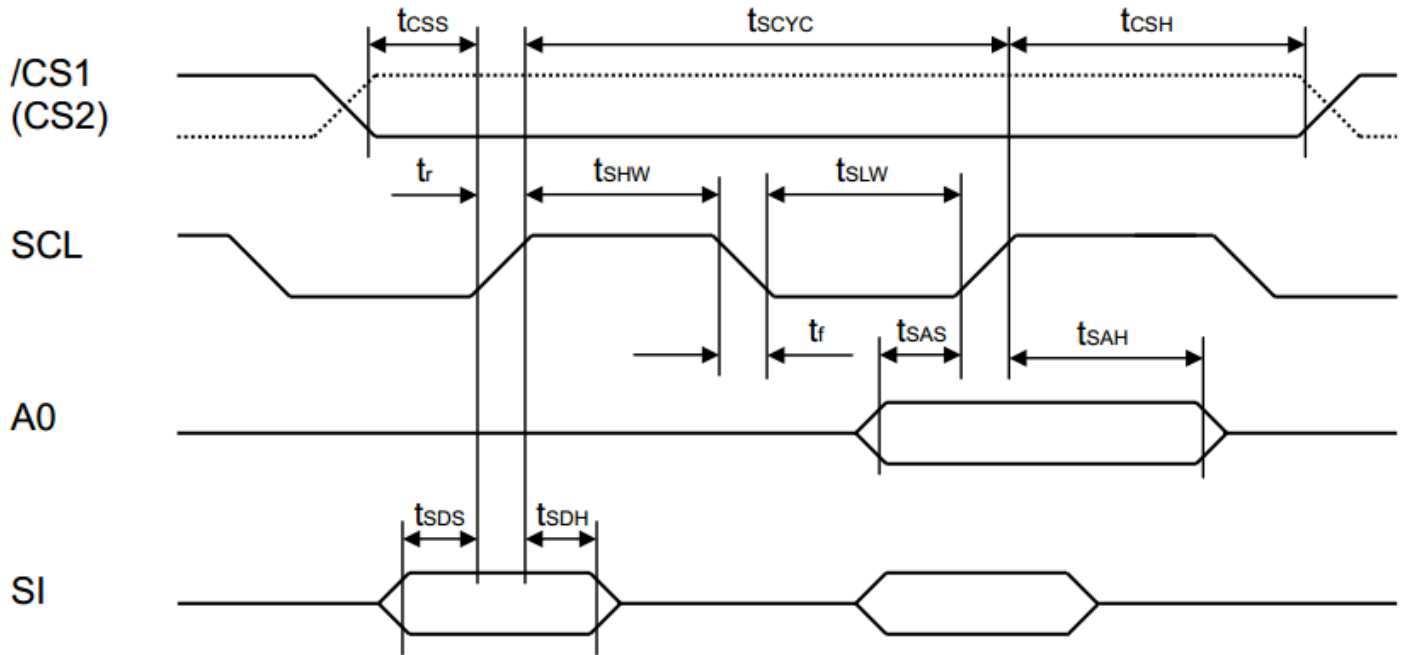 tCSS tSCYC tCSH
/CS1
(CS2)
tr tSHW tSLW
SCL
tf tSAS tSAH
A0
tSDS tSDH
SI